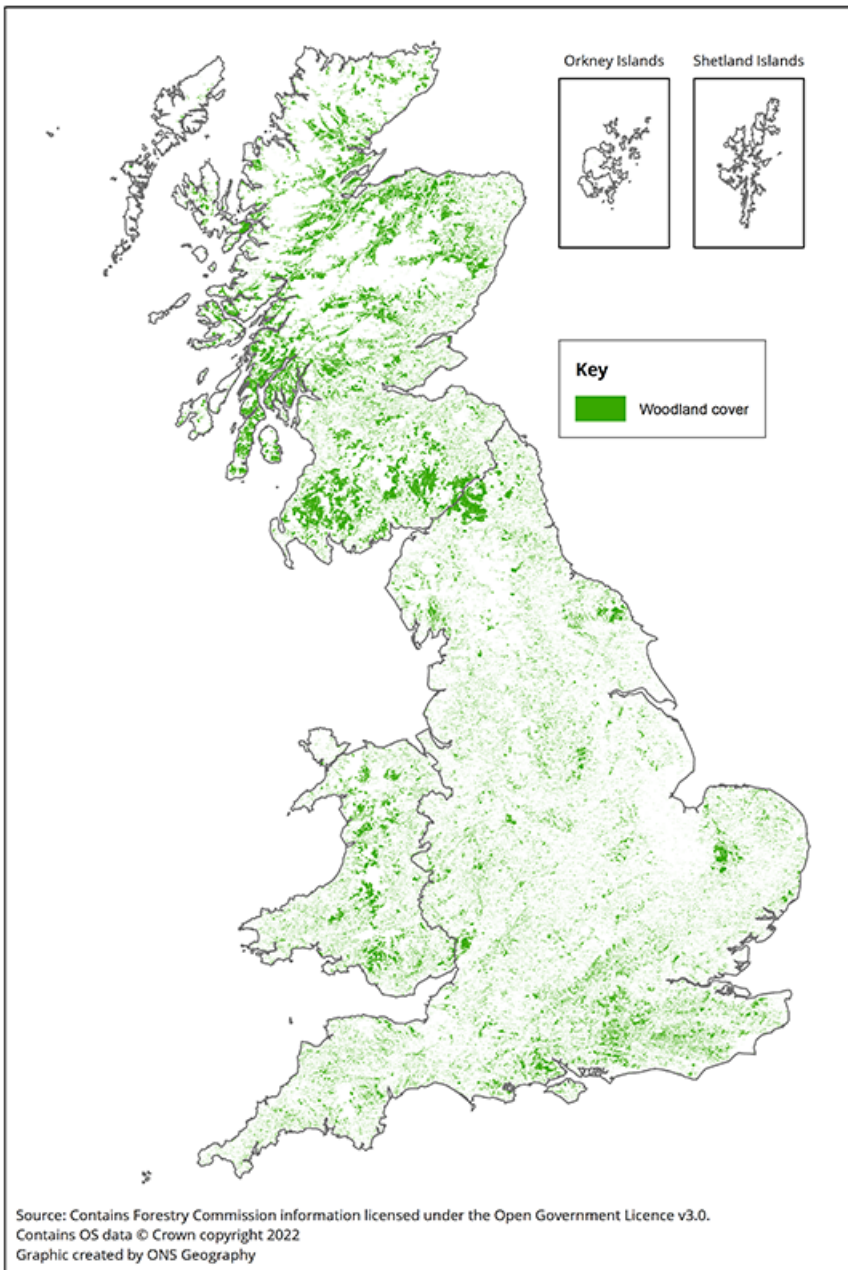 Orkney Islands
Shetland Islands
Key
Woodland cover
Source: Contains Forestry Commission information licensed under the Open Government Licence v3.0.
Contains OS data © Crown copyright 2022
Graphic created by ONS Geography